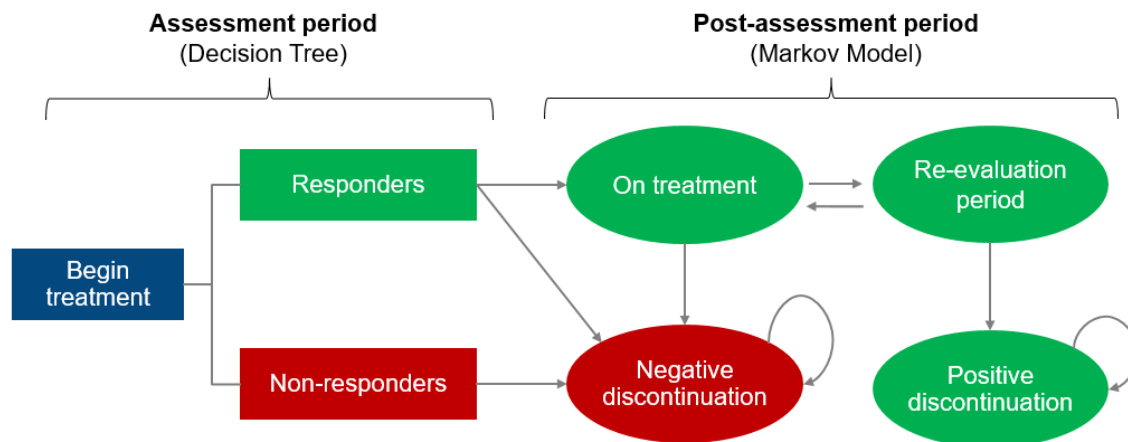 Assessment period
(Decision Tree)
Post-assessment period
(Markov Model)
Responders
On treatment
Re-evaluation
period
Begin
treatment
Non-responders
Negative
discontinuation
Positive
discontinuation